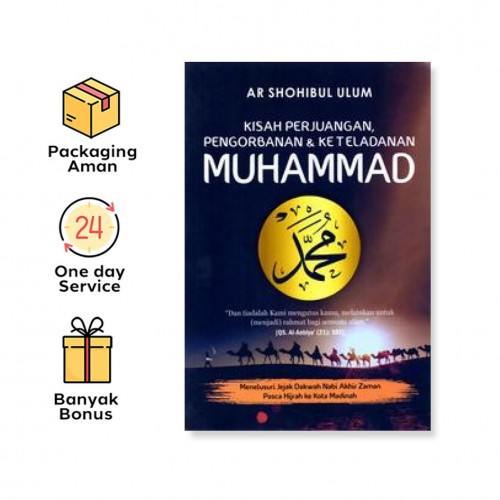 Packaging
Aman
24
One day
Service
Banyak
Bonus
AR SHOHIBUL ULUM
KISAH PERJUANGAN,
PENGORBANAN & KETELADANAN
MUHAMMAD
محمد
"Dan tiadalah Kami mengutus kamu, melainkan untuk
(menjadi) rahmat bagi semesta alam."
(QS. Al-Anbiya' (21): 107)
Menelusuri Jejak Dakwah Nabi Akhir Zaman
Pasca Hijrah ke Kota Madinah